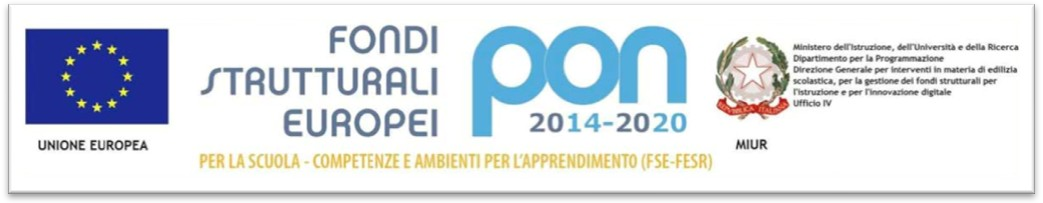 UNIONE EUROPEA
FONDI
STRUTTURALI
EUROPEI
pon
2014-2020
PER LA SCUOLA - COMPETENZE E AMBIENTI PER L'APPRENDIMENTO (FSE-FESR)
REPUBBLICA ITALIANA
MIUR
Ministero dell'Istruzione, dell'Università e della Ricerca
Dipartimento per la Programmazione
Direzione Generale per interventi in materia di edilizia
scolastica, per la gestione dei fondi strutturali per
l'istruzione e per l'innovazione digitale
Ufficio IV